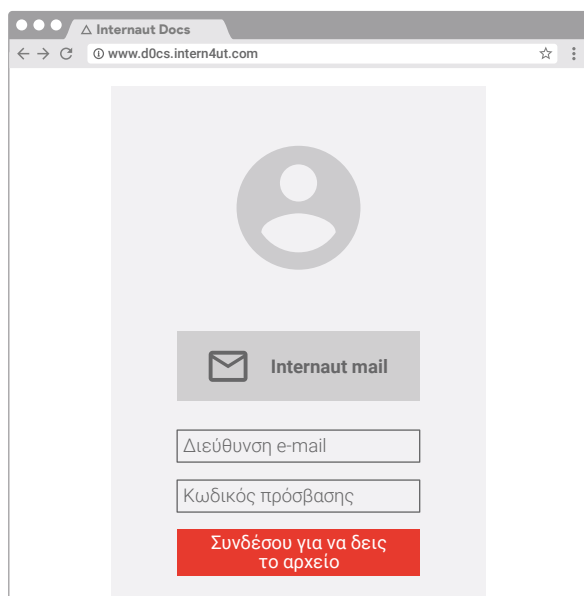 Internaut Docs
www.d0cs.intern4ut.com
Internaut mail
Διεύθυνση e-mail
Κωδικός πρόσβασης
Συνδέσου για να δεις
το αρχείο